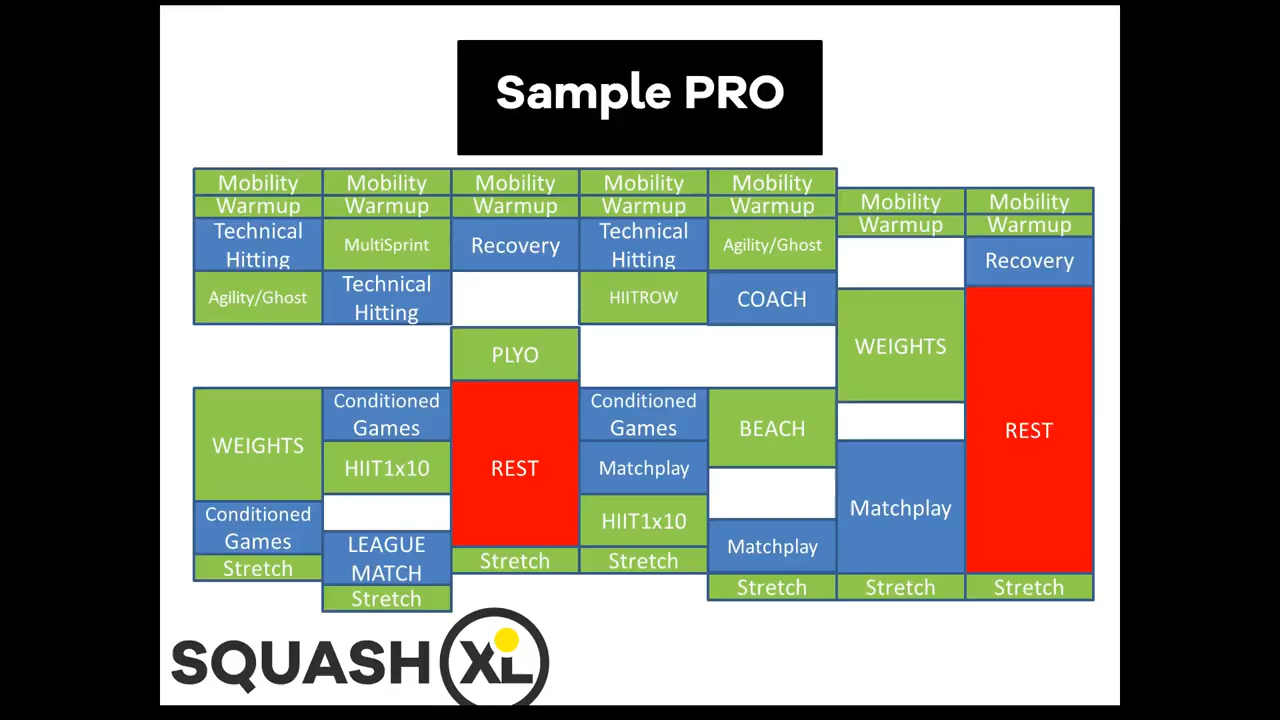 Sample PRO
Mobility Mobility Mobility Mobility Mobility
Mobility Mobility
Warmup Warmup Warmup Warmup Warmup
Warmup Warmup
Technical Hitting MultiSprint Recovery Technical Hitting Agility/Ghost
Recovery
Agility/Ghost Technical Hitting HIITROW COACH
WEIGHTS
PLYO
WEIGHTS Conditioned Games REST Conditioned Games BEACH REST
HIIT1x10 Matchplay
Conditioned Games HIIT1x10 Matchplay
LEAGUE MATCH Matchplay
Stretch Stretch Stretch
Stretch Stretch Stretch
Stretch
SQUASH XL